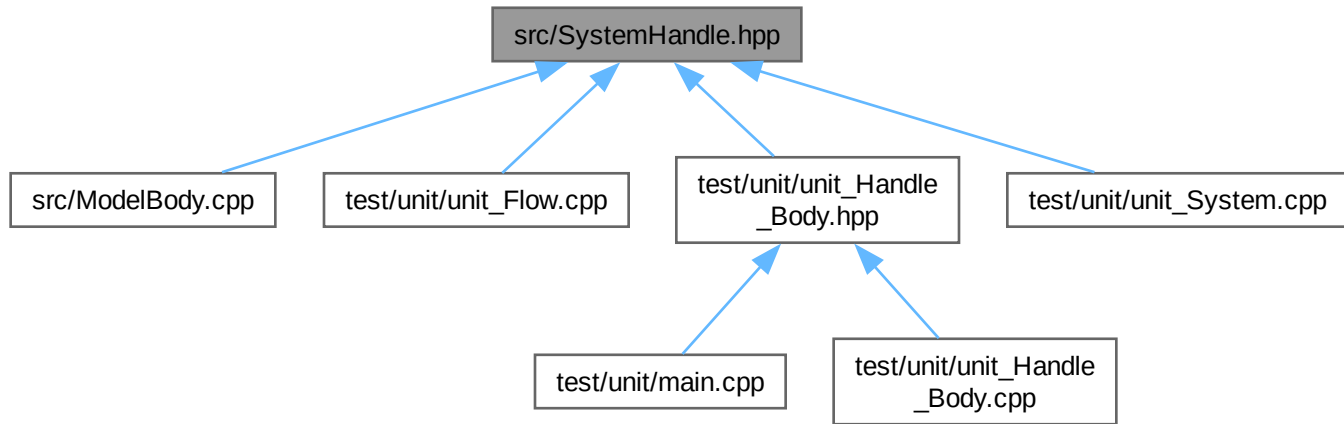 src/SystemHandle.hpp
src/ModelBody.cpp
test/unit/unit_Flow.cpp
test/unit/unit_Handle
_Body.hpp
test/unit/unit_System.cpp
test/unit/main.cpp
test/unit/unit_Handle
_Body.cpp